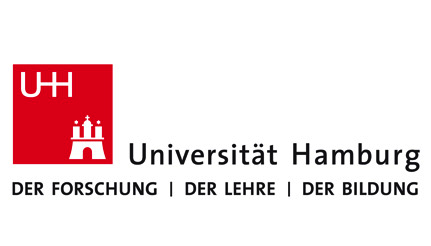 UHH
Universität Hamburg
DER FORSCHUNG | DER LEHRE | DER BILDUNG